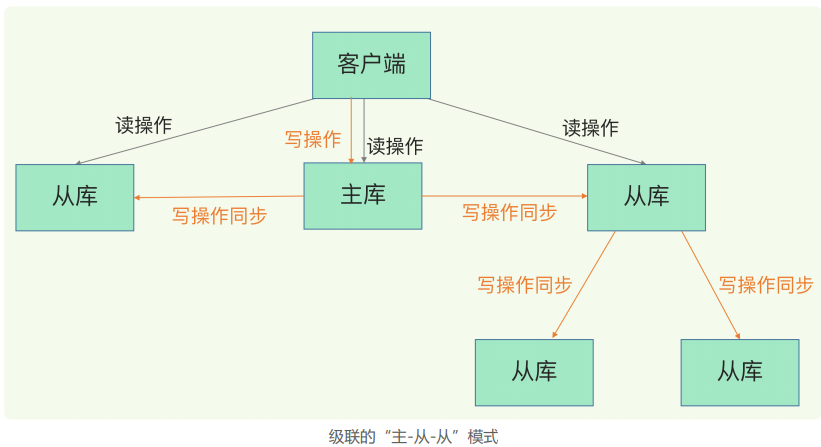 客户端
读操作
写操作
读操作
读操作
从库
主库
从库
写操作同步
写操作同步
写操作同步
写操作同步
从库
从库
级联的“主-从-从”模式